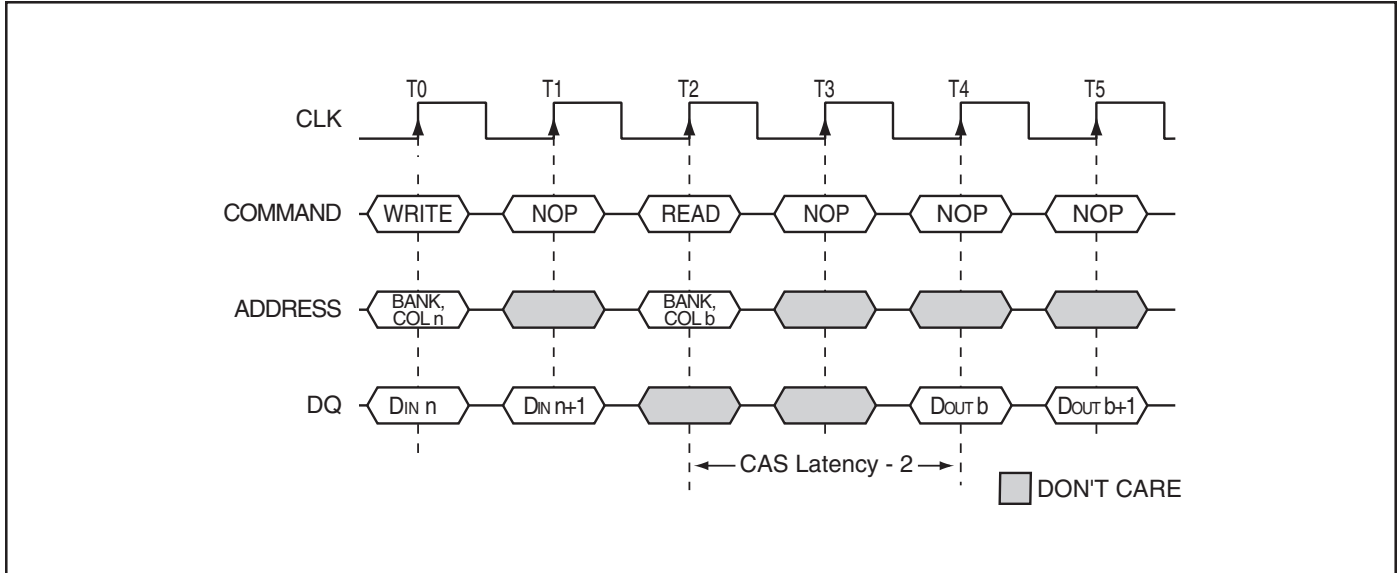 T0 T1 T2 T3 T4 T5
CLK
COMMAND WRITE NOP READ NOP NOP NOP
BANK, BANK,
ADDRESS
COL n COL b
DQ DIN n DIN n+1 DOUT b DOUT b+1
CAS Latency - 2
DON'T CARE